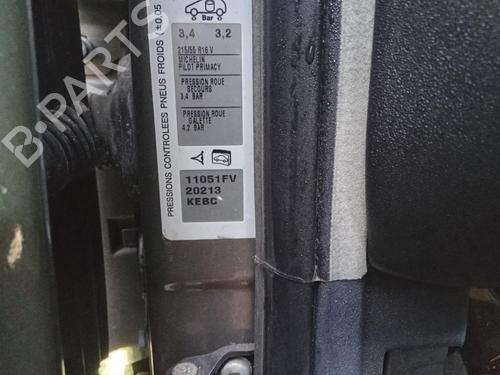 Bar
3,4 3,2
215/55 R16 V
MICHELIN
PILOT PRIMACY
PRESSION ROUE
SECOURS
3,4 BAR
PRESSION ROUE
GALETTE
4,2 BAR
11051FV
20213
KEBC
PRESSIONS CONTROLEES PNEUS FROIDS (±0.05
B-PARTS